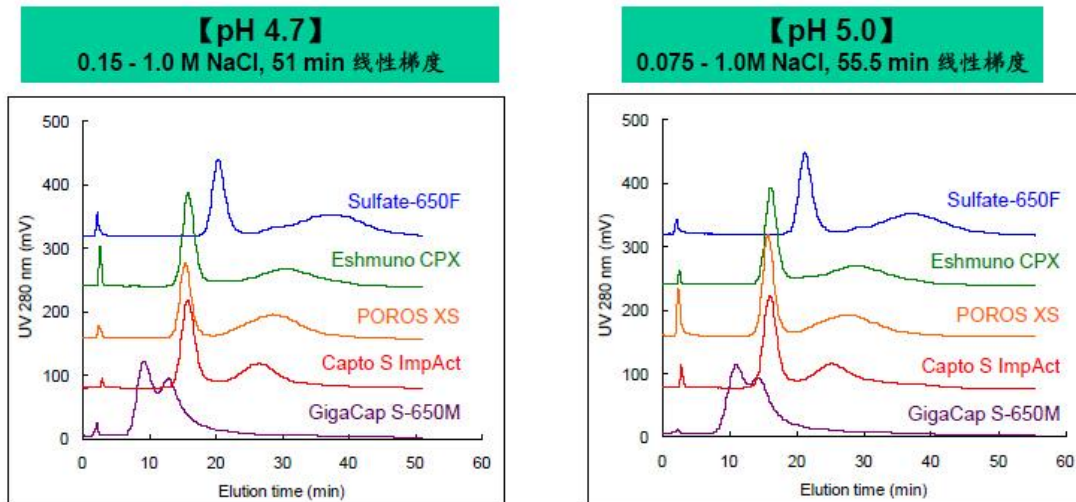 【pH 4.7】
0.15 - 1.0 M NaCl, 51 min 线性梯度
500
400
300
200
100
0
UV 280 nm (mV)
Sulfate-650F
Eshmuno CPX
POROS XS
Capto S ImpAct
GigaCap S-650M
0 10 20 30 40 50 60
Elution time (min)
【pH 5.0】
0.075 - 1.0M NaCl, 55.5 min 线性梯度
500
400
300
200
100
0
UV 280 nm (mV)
Sulfate-650F
Eshmuno CPX
POROS XS
Capto S ImpAct
GigaCap S-650M
0 10 20 30 40 50 60
Elution time (min)